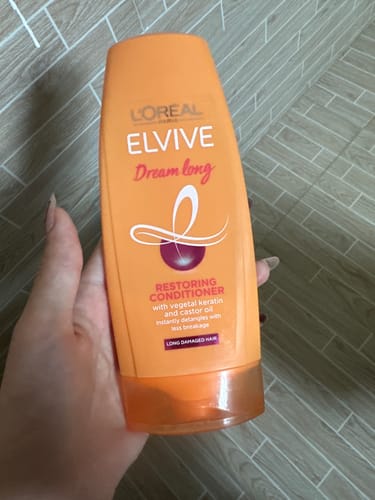 L'ORÉAL
PARIS
ELVIVE
Dream long
RESTORING
CONDITIONER
with vegetal keratin
and castor oil
instantly detangles with
less breakage
LONG DAMAGED HAIR